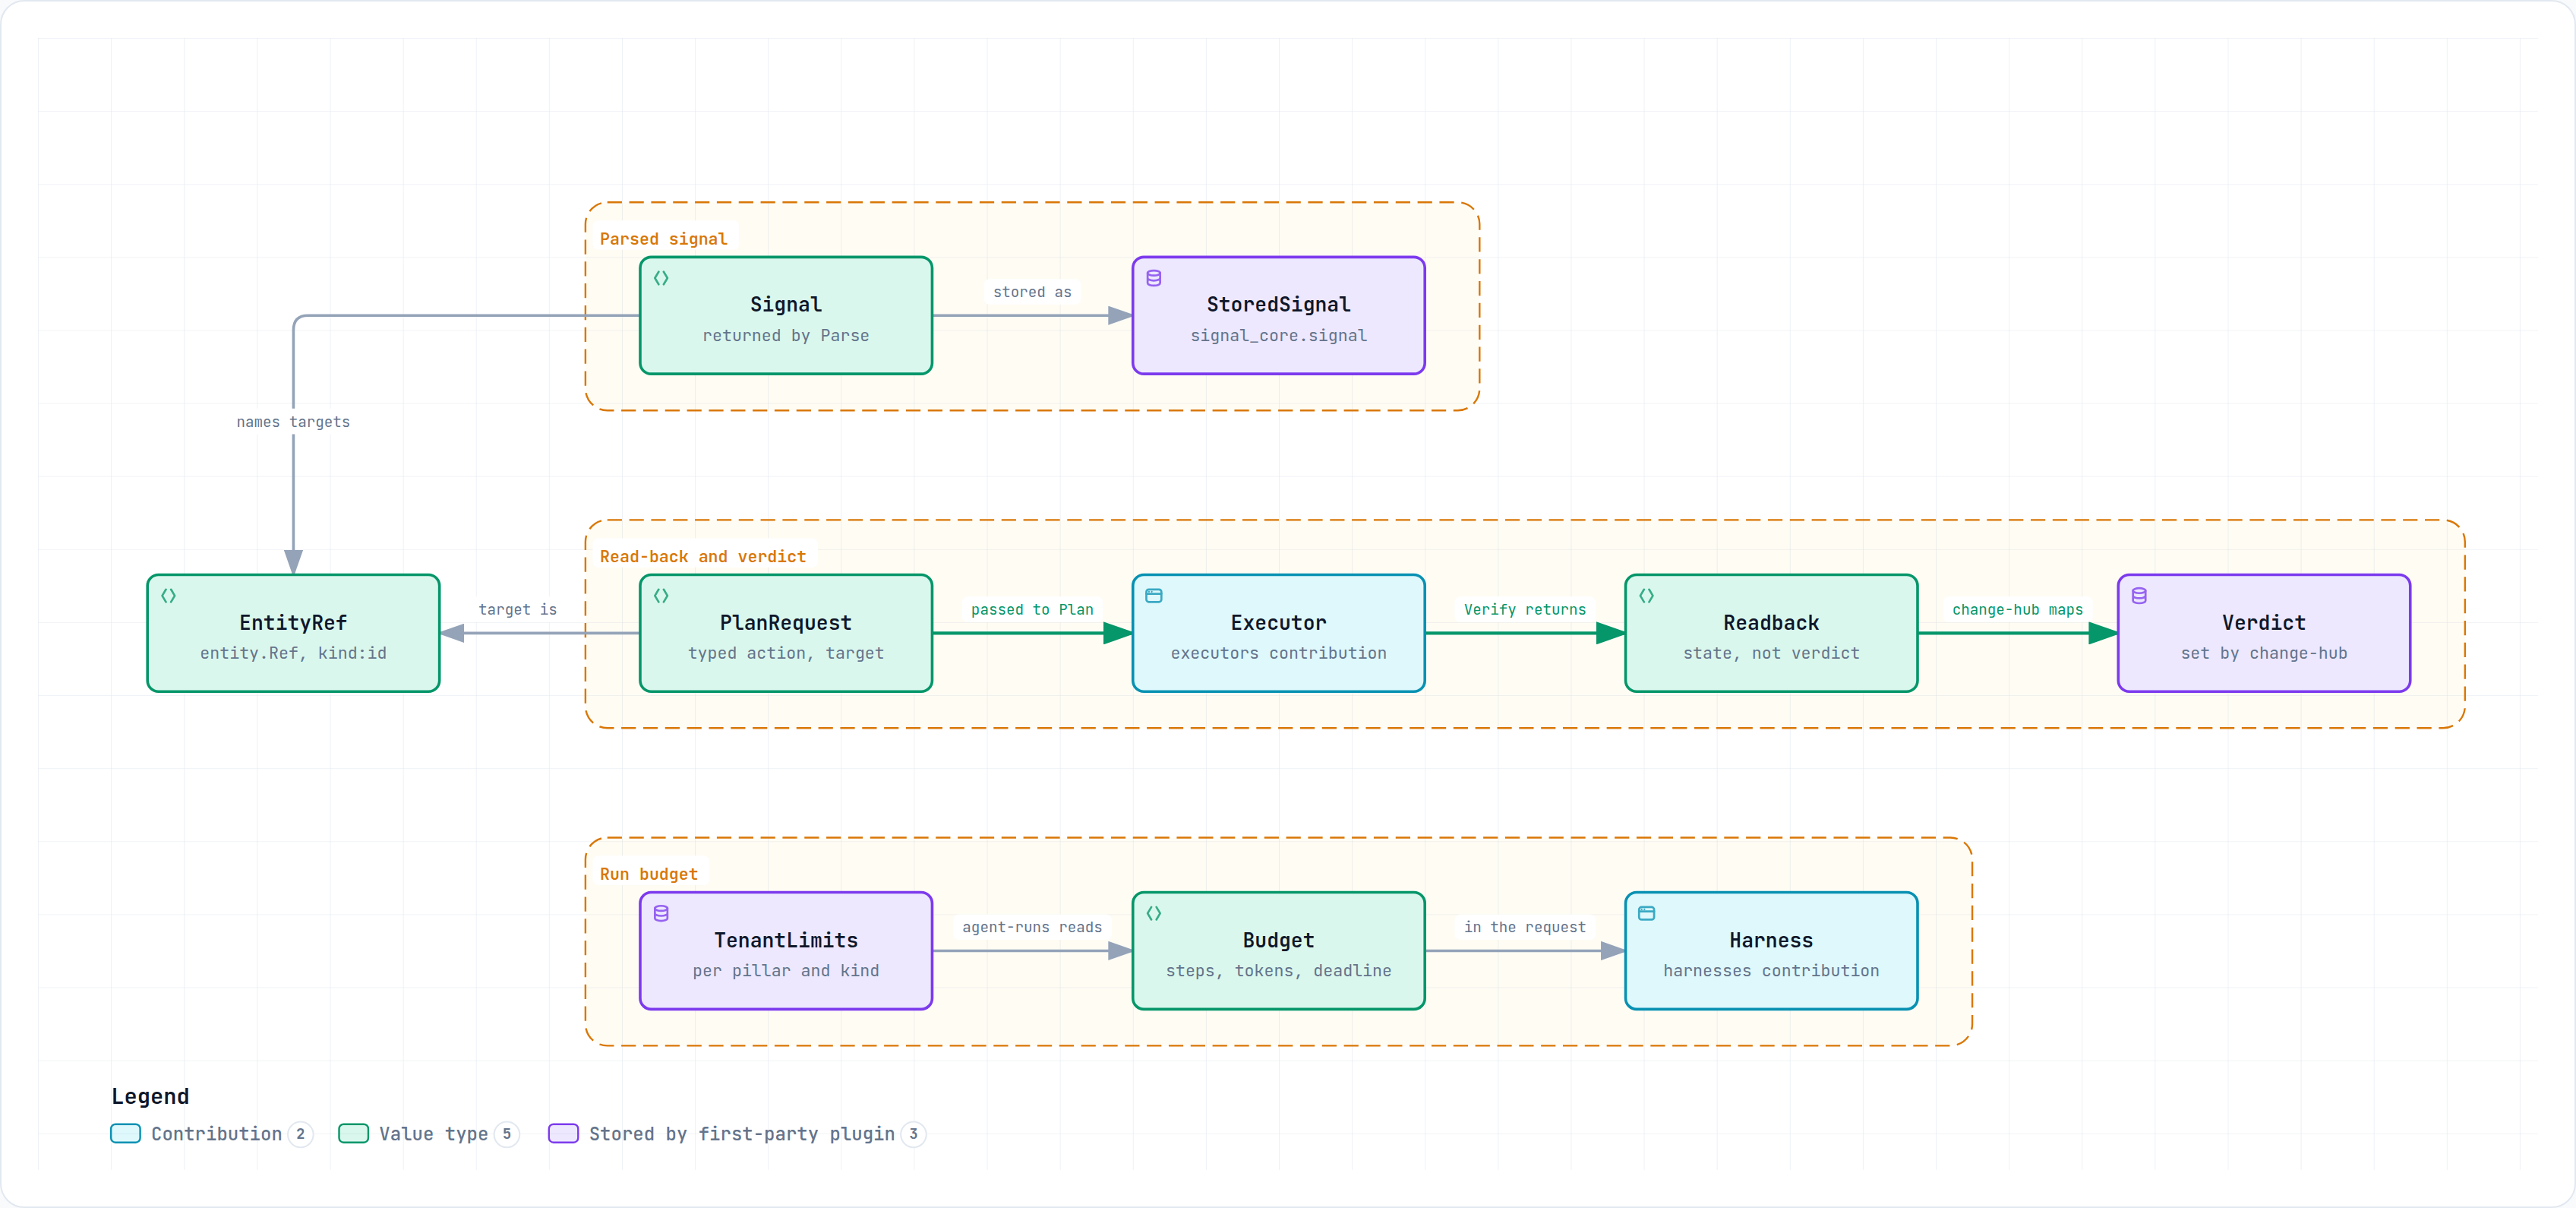 Parsed signal
Signal
returned by Parse
stored as
StoredSignal
signal_core.signal
names targets
Read-back and verdict
EntityRef
entity.Ref, kind:id
target is
PlanRequest
typed action, target
passed to Plan
Executor
executors contribution
Verify returns
Readback
state, not verdict
change-hub maps
Verdict
set by change-hub
Run budget
TenantLimits
per pillar and kind
agent-runs reads
Budget
steps, tokens, deadline
in the request
Harness
harnesses contribution
Legend
Contribution 2 Value type 5 Stored by first-party plugin 3